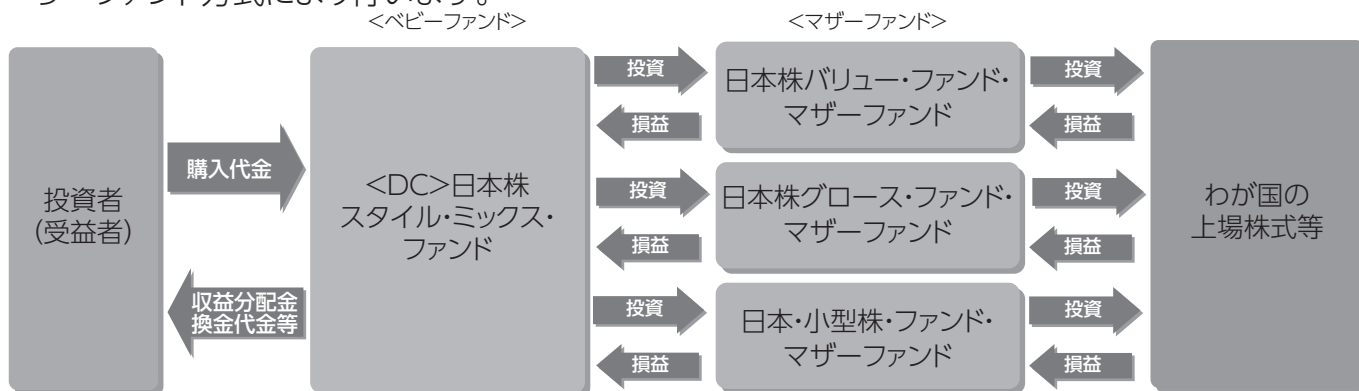 <ベビーファンド>
<マザーファンド>
投資者
(受益者)
購入代金
収益分配金
換金代金等
<DC>日本株
スタイル・ミックス・
ファンド
投資
損益
日本株バリュー・ファンド・
マザーファンド
投資
損益
投資
損益
日本株グロース・ファンド・
マザーファンド
投資
損益
投資
損益
日本・小型株・ファンド・
マザーファンド
投資
損益
わが国の
上場株式等